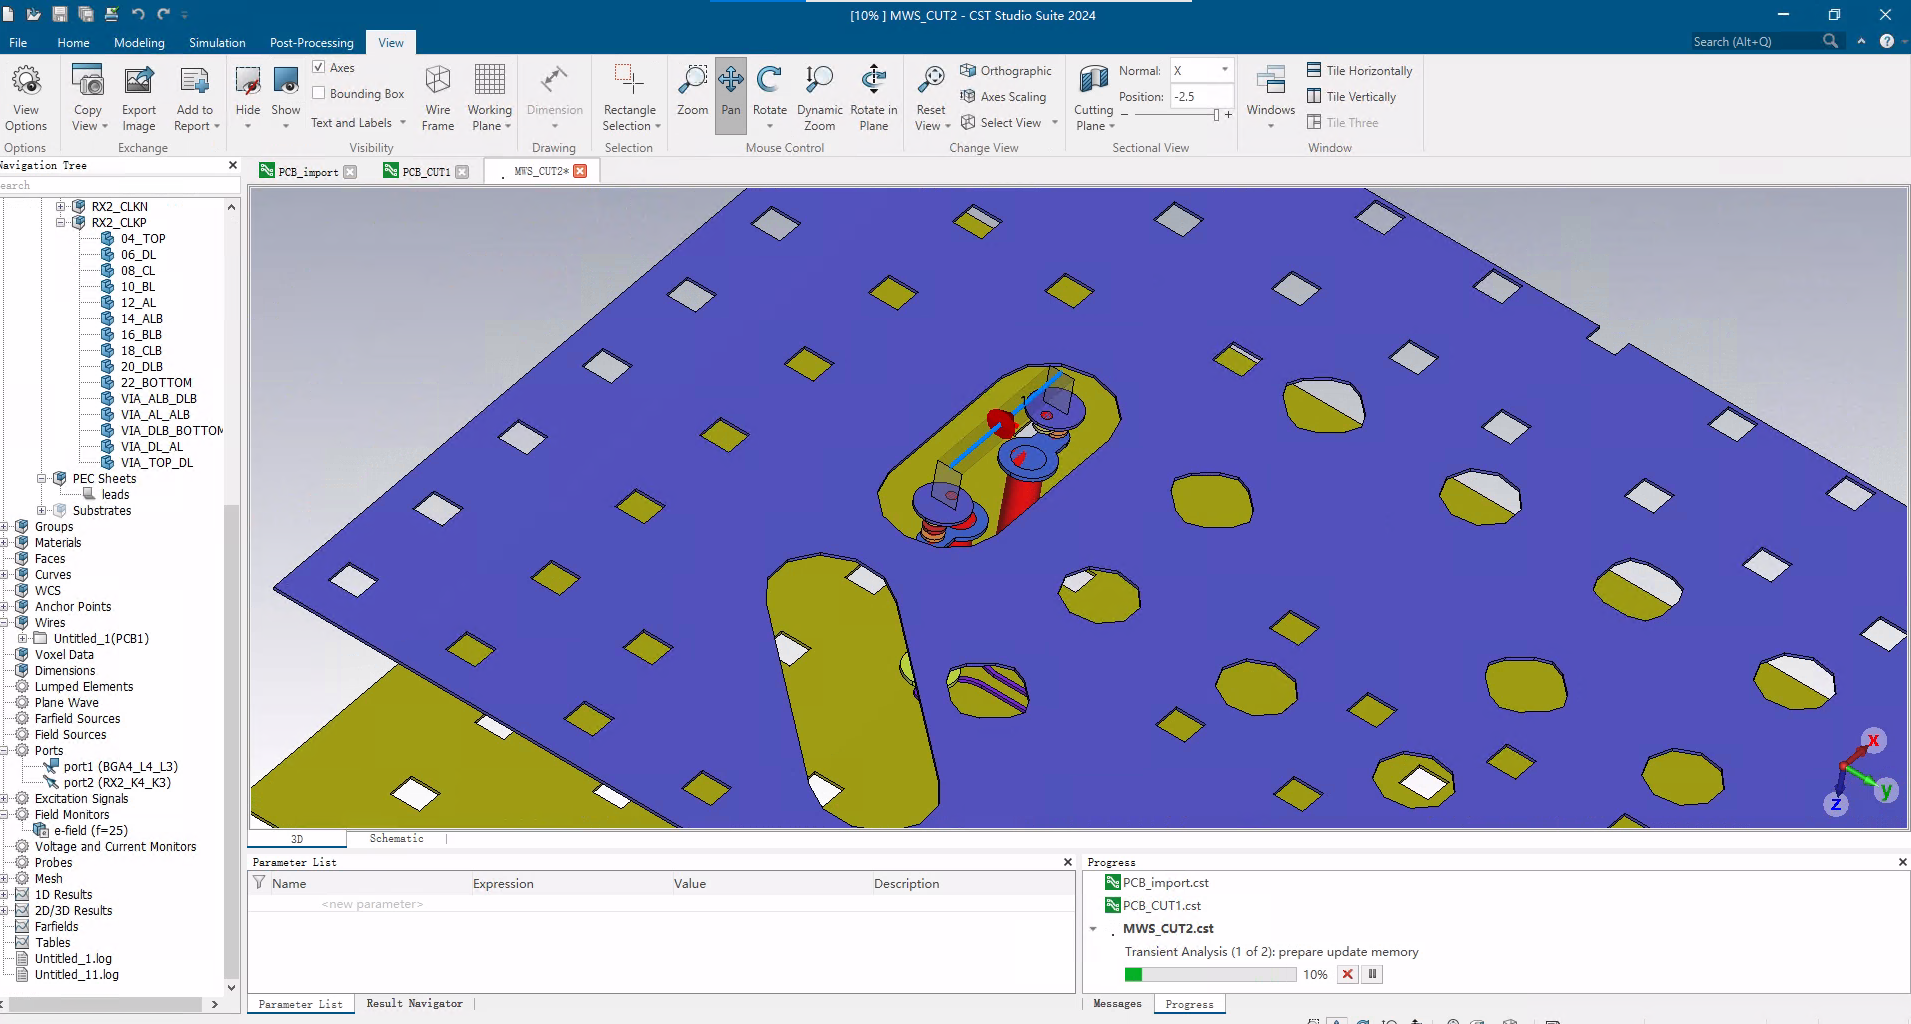 [10% ] MWS_CUT2 - CST Studio Suite 2024
File Home Modeling Simulation Post-Processing View Search (Alt+Q)
View Options
Options
Copy View
Export Image
Add to Report
Exchange
Hide
Show
Axes
Bounding Box
Text and Labels
Wire Frame
Working Plane
Visibility
Dimension
Drawing
Rectangle Selection
Selection
Zoom
Pan
Rotate
Dynamic Zoom
Rotate in Plane
Mouse Control
Reset View
Orthographic
Axes Scaling
Select View
Change View
Cutting Plane
Normal: X
Position: -2.5
Sectional View
Windows
Tile Horizontally
Tile Vertically
Tile Three
Window
Navigation Tree
earch
RX2_CLKN
RX2_CLKP
04_TOP
06_DL
08_CL
10_BL
12_AL
14_ALB
16_BLB
18_CLB
20_DLB
22_BOTTOM
VIA_ALB_DLB
VIA_AL_ALB
VIA_DLB_BOTTOM
VIA_DL_AL
VIA_TOP_DL
PEC Sheets
leads
Substrates
Groups
Materials
Faces
Curves
WCS
Anchor Points
Wires
Untitled_1(PCB1)
Voxel Data
Dimensions
Lumped Elements
Plane Wave
Farfield Sources
Field Sources
Ports
port1 (BGA4_L4_L3)
port2 (RX2_K4_K3)
Excitation Signals
Field Monitors
e-field (f=25)
Voltage and Current Monitors
Probes
Mesh
1D Results
2D/3D Results
Farfields
Tables
Untitled_1.log
Untitled_11.log
PCB_import PCB_CUT1 MWS_CUT2*
1
x
y
z
3D Schematic
Parameter List
Name Expression Value Description
<new parameter>
Parameter List Result Navigator
Progress
PCB_import.cst
PCB_CUT1.cst
MWS_CUT2.cst
Transient Analysis (1 of 2): prepare update memory
10%
Messages Progress